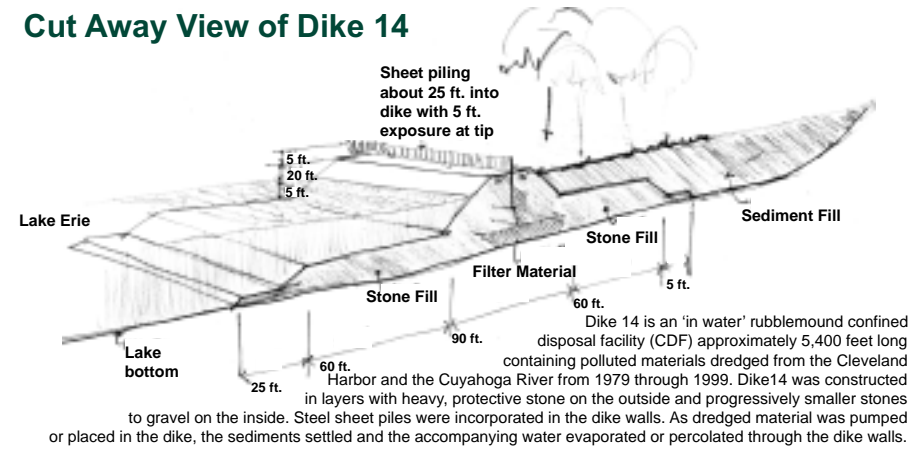 Cut Away View of Dike 14
Sheet piling
about 25 ft. into
dike with 5 ft.
exposure at tip
5 ft.
20 ft.
5 ft.
Lake Erie
Sediment Fill
Stone Fill
Filter Material
Stone Fill
5 ft.
60 ft.
90 ft.
60 ft.
25 ft.
Lake
bottom
Dike 14 is an ‘in water’ rubblemound confined
disposal facility (CDF) approximately 5,400 feet long
containing polluted materials dredged from the Cleveland
Harbor and the Cuyahoga River from 1979 through 1999. Dike14 was constructed
in layers with heavy, protective stone on the outside and progressively smaller stones
to gravel on the inside. Steel sheet piles were incorporated in the dike walls. As dredged material was pumped
or placed in the dike, the sediments settled and the accompanying water evaporated or percolated through the dike walls.